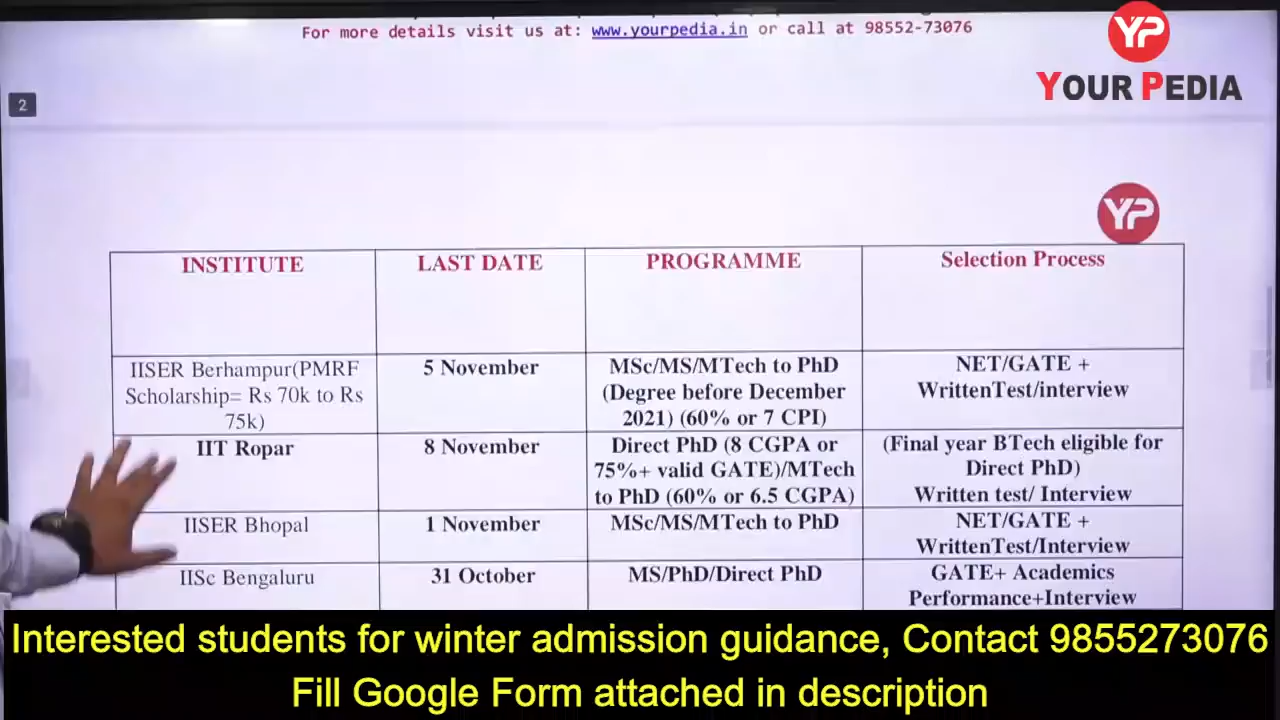 For more details visit us at: www.yourpedia.in or call at 98552-73076
YP
YOUR PEDIA
2
YP
INSTITUTE
LAST DATE
PROGRAMME
Selection Process
IISER Berhampur(PMRF
Scholarship= Rs 70k to Rs
75k)
5 November
MSc/MS/MTech to PhD
(Degree before December
2021) (60% or 7 CPI)
NET/GATE +
WrittenTest/interview
IIT Ropar
8 November
Direct PhD (8 CGPA or
75%+ valid GATE)/MTech
to PhD (60% or 6.5 CGPA)
(Final year BTech eligible for
Direct PhD)
Written test/ Interview
IISER Bhopal
1 November
MSc/MS/MTech to PhD
NET/GATE +
WrittenTest/Interview
IISc Bengaluru
31 October
MS/PhD/Direct PhD
GATE+ Academics
Performance+Interview
Interested students for winter admission guidance, Contact 9855273076
Fill Google Form attached in description